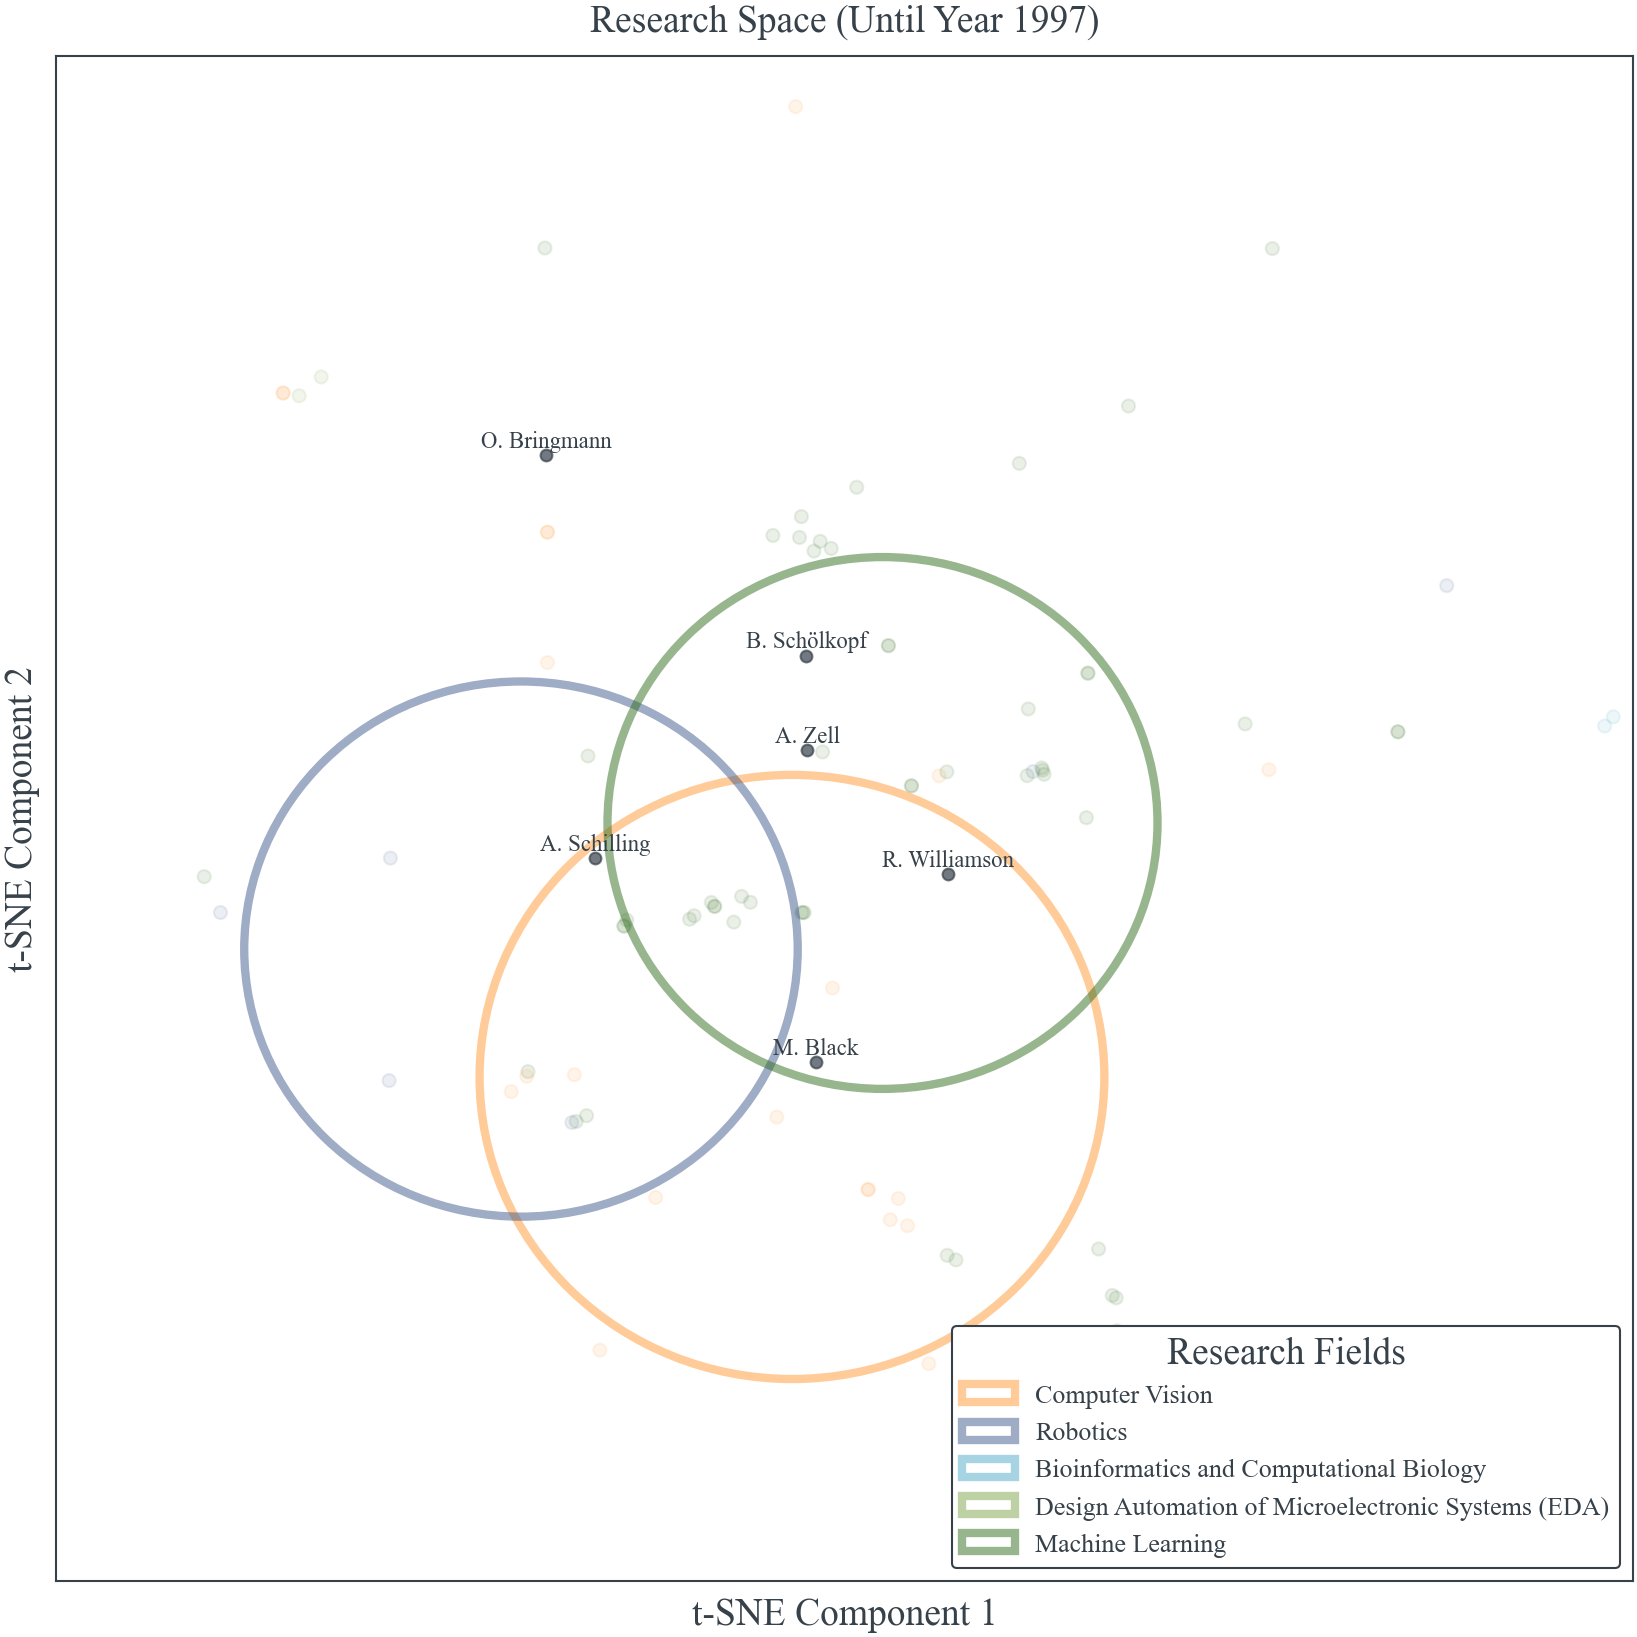 Research Space (Until Year 1997)
O. Bringmann
B. Schölkopf
A. Zell
A. Schilling
R. Williamson
M. Black
t-SNE Component 2
Research Fields
Computer Vision
Robotics
Bioinformatics and Computational Biology
Design Automation of Microelectronic Systems (EDA)
Machine Learning
t-SNE Component 1